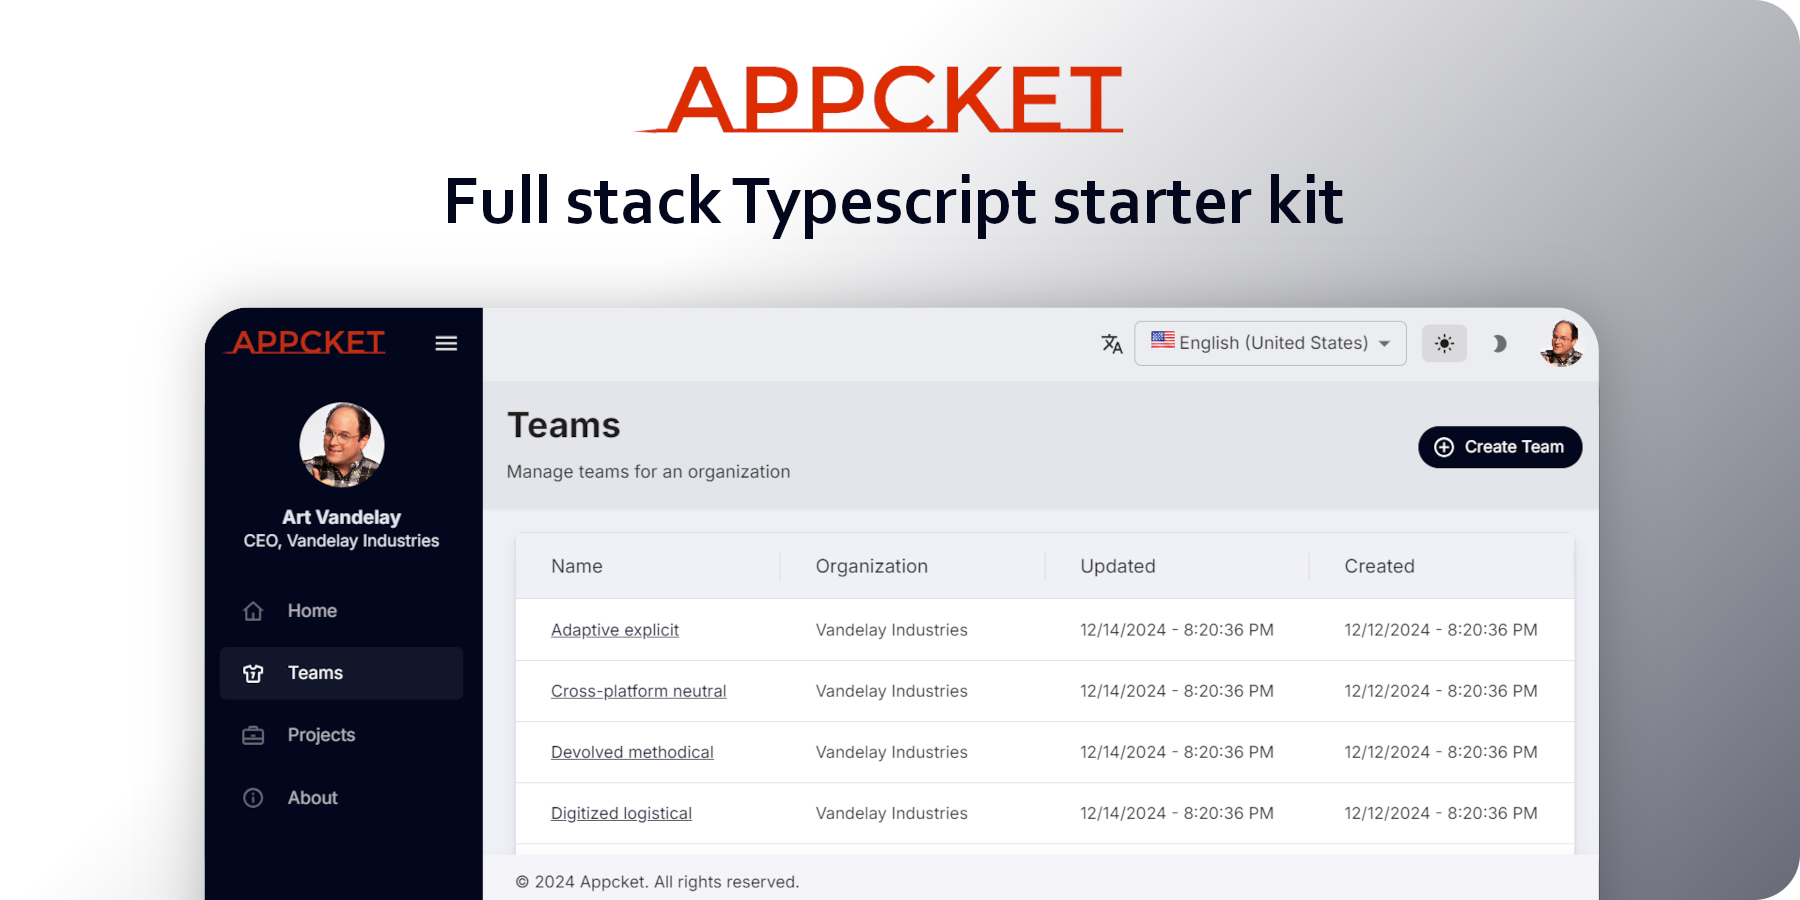 APPCKET
Full stack Typescript starter kit
APPCKET
English (United States)
Art Vandelay
CEO, Vandelay Industries
Home
Teams
Projects
About
Teams
Manage teams for an organization
Create Team
Name Organization Updated Created
Adaptive explicit Vandelay Industries 12/14/2024 - 8:20:36 PM 12/12/2024 - 8:20:36 PM
Cross-platform neutral Vandelay Industries 12/14/2024 - 8:20:36 PM 12/12/2024 - 8:20:36 PM
Devolved methodical Vandelay Industries 12/14/2024 - 8:20:36 PM 12/12/2024 - 8:20:36 PM
Digitized logistical Vandelay Industries 12/14/2024 - 8:20:36 PM 12/12/2024 - 8:20:36 PM
© 2024 Appcket. All rights reserved.